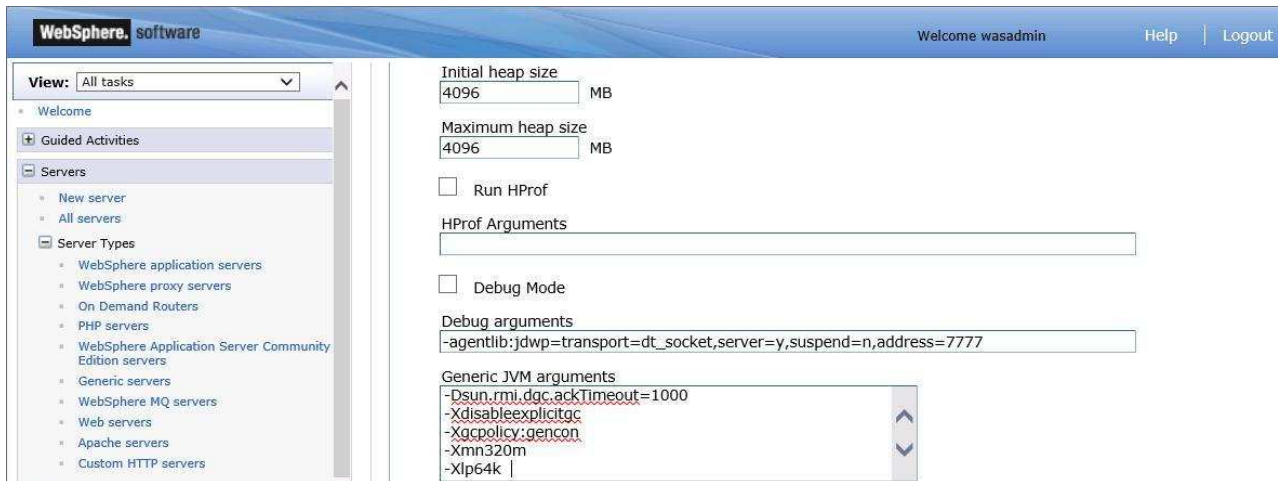 WebSphere. software
Welcome wasadmin
Help
Logout
View: All tasks
Welcome
Guided Activities
Servers
New server
All servers
Server Types
WebSphere application servers
WebSphere proxy servers
On Demand Routers
PHP servers
WebSphere Application Server Community
Edition servers
Generic servers
WebSphere MQ servers
Web servers
Apache servers
Custom HTTP servers
Initial heap size
4096 MB
Maximum heap size
4096 MB
Run HProf
HProf Arguments
Debug Mode
Debug arguments
-agentlib:jdwp=transport=dt_socket,server=y,suspend=n,address=7777
Generic JVM arguments
-Dsun.rmi.dgc.ackTimeout=1000
-Xdisableexplicitgc
-Xgcpolicy:gencon
-Xmn320m
-Xlp64k